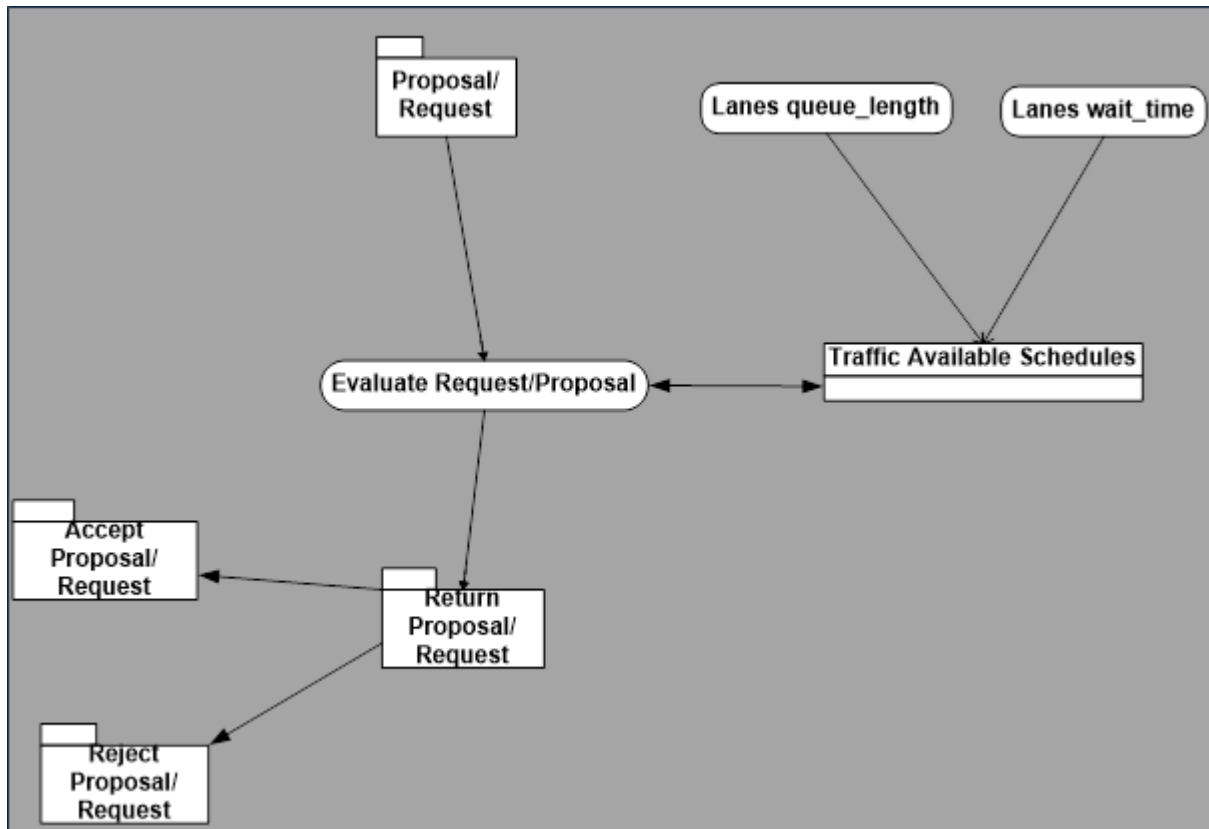 Proposal/
Request
Lanes queue_length
Lanes wait_time
Traffic Available Schedules
Evaluate Request/Proposal
Accept
Proposal/
Request
Return
Proposal/
Request
Reject
Proposal/
Request